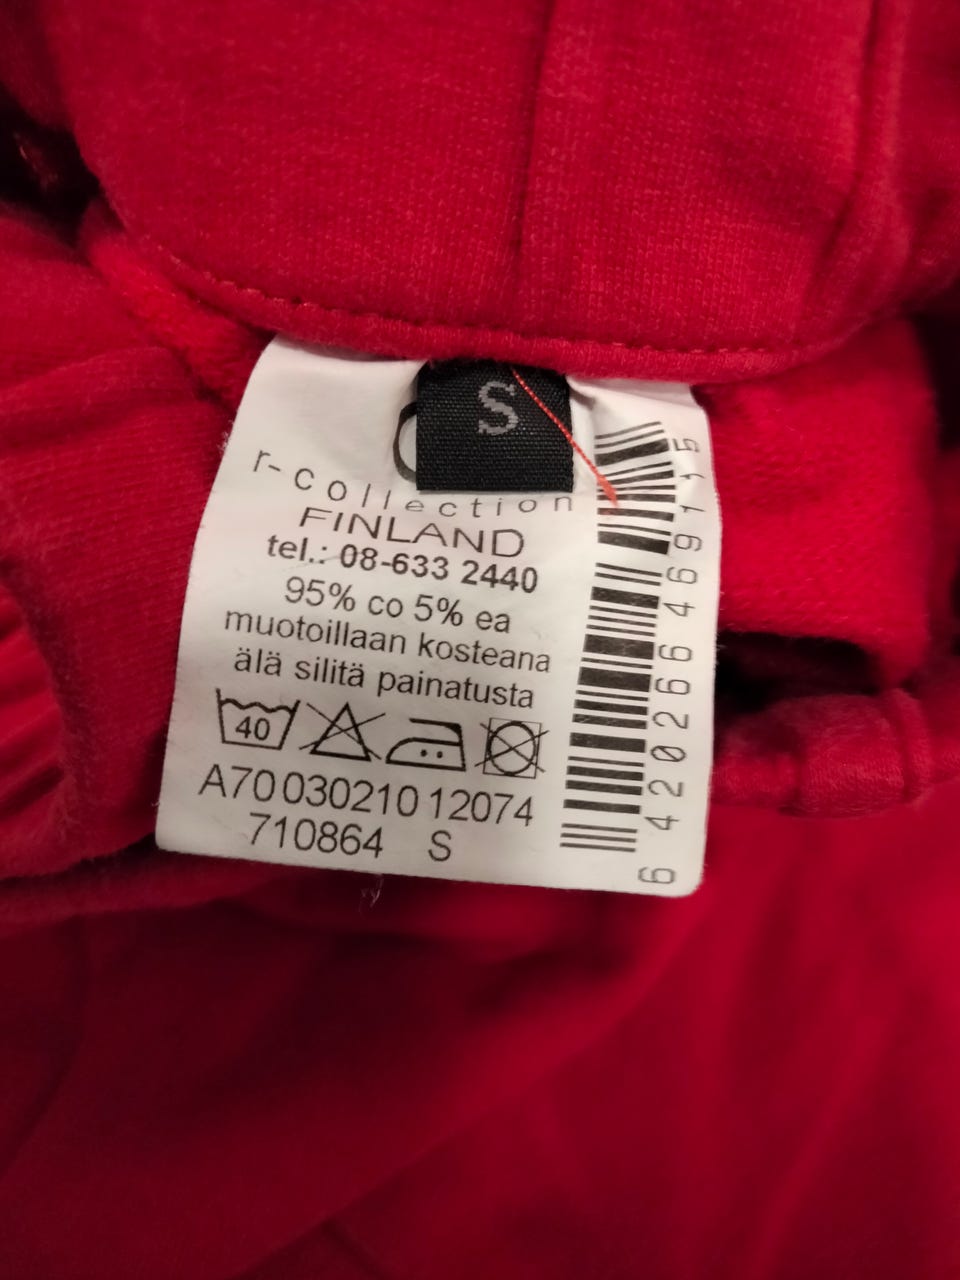 S
r-collection
FINLAND
tel.: 08-633 2440
95% co 5% ea
muotoillaan kosteana
älä silitä painatusta
40
A70 030210 12074
710864 S
6420266469115